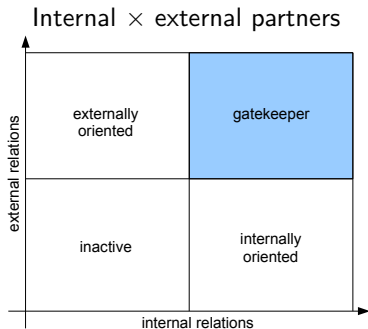 Internal × external partners
external relations
externally
oriented
gatekeeper
inactive
internally
oriented
internal relations